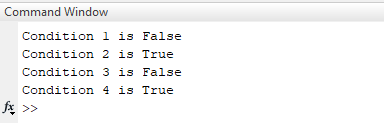 Command Window
Condition 1 is False
Condition 2 is True
Condition 3 is False
Condition 4 is True
fx >>